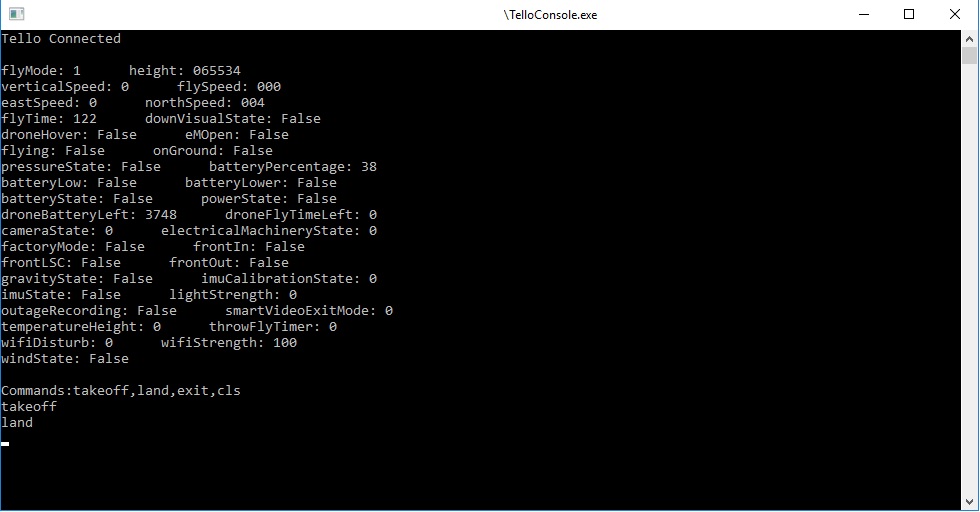 \TelloConsole.exe
Tello Connected
flyMode: 1      height: 065534
verticalSpeed: 0      flySpeed: 000
eastSpeed: 0      northSpeed: 004
flyTime: 122      downVisualState: False
droneHover: False      eMOpen: False
flying: False      onGround: False
pressureState: False      batteryPercentage: 38
batteryLow: False      batteryLower: False
batteryState: False      powerState: False
droneBatteryLeft: 3748      droneFlyTimeLeft: 0
cameraState: 0      electricalMachineryState: 0
factoryMode: False      frontIn: False
frontLSC: False      frontOut: False
gravityState: False      imuCalibrationState: 0
imuState: False      lightStrength: 0
outageRecording: False      smartVideoExitMode: 0
temperatureHeight: 0      throwFlyTimer: 0
wifiDisturb: 0      wifiStrength: 100
windState: False
Commands:takeoff,land,exit,cls
takeoff
land